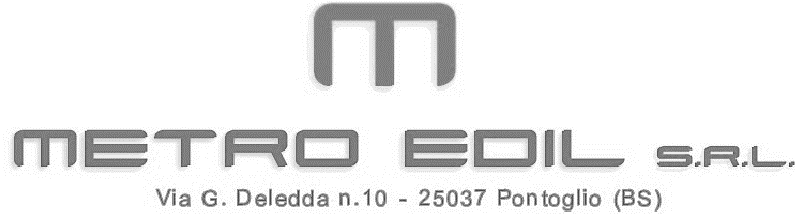 m
METRO EDIL S.R.L.
Via G. Deledda n.10 - 25037 Pontoglio (BS)